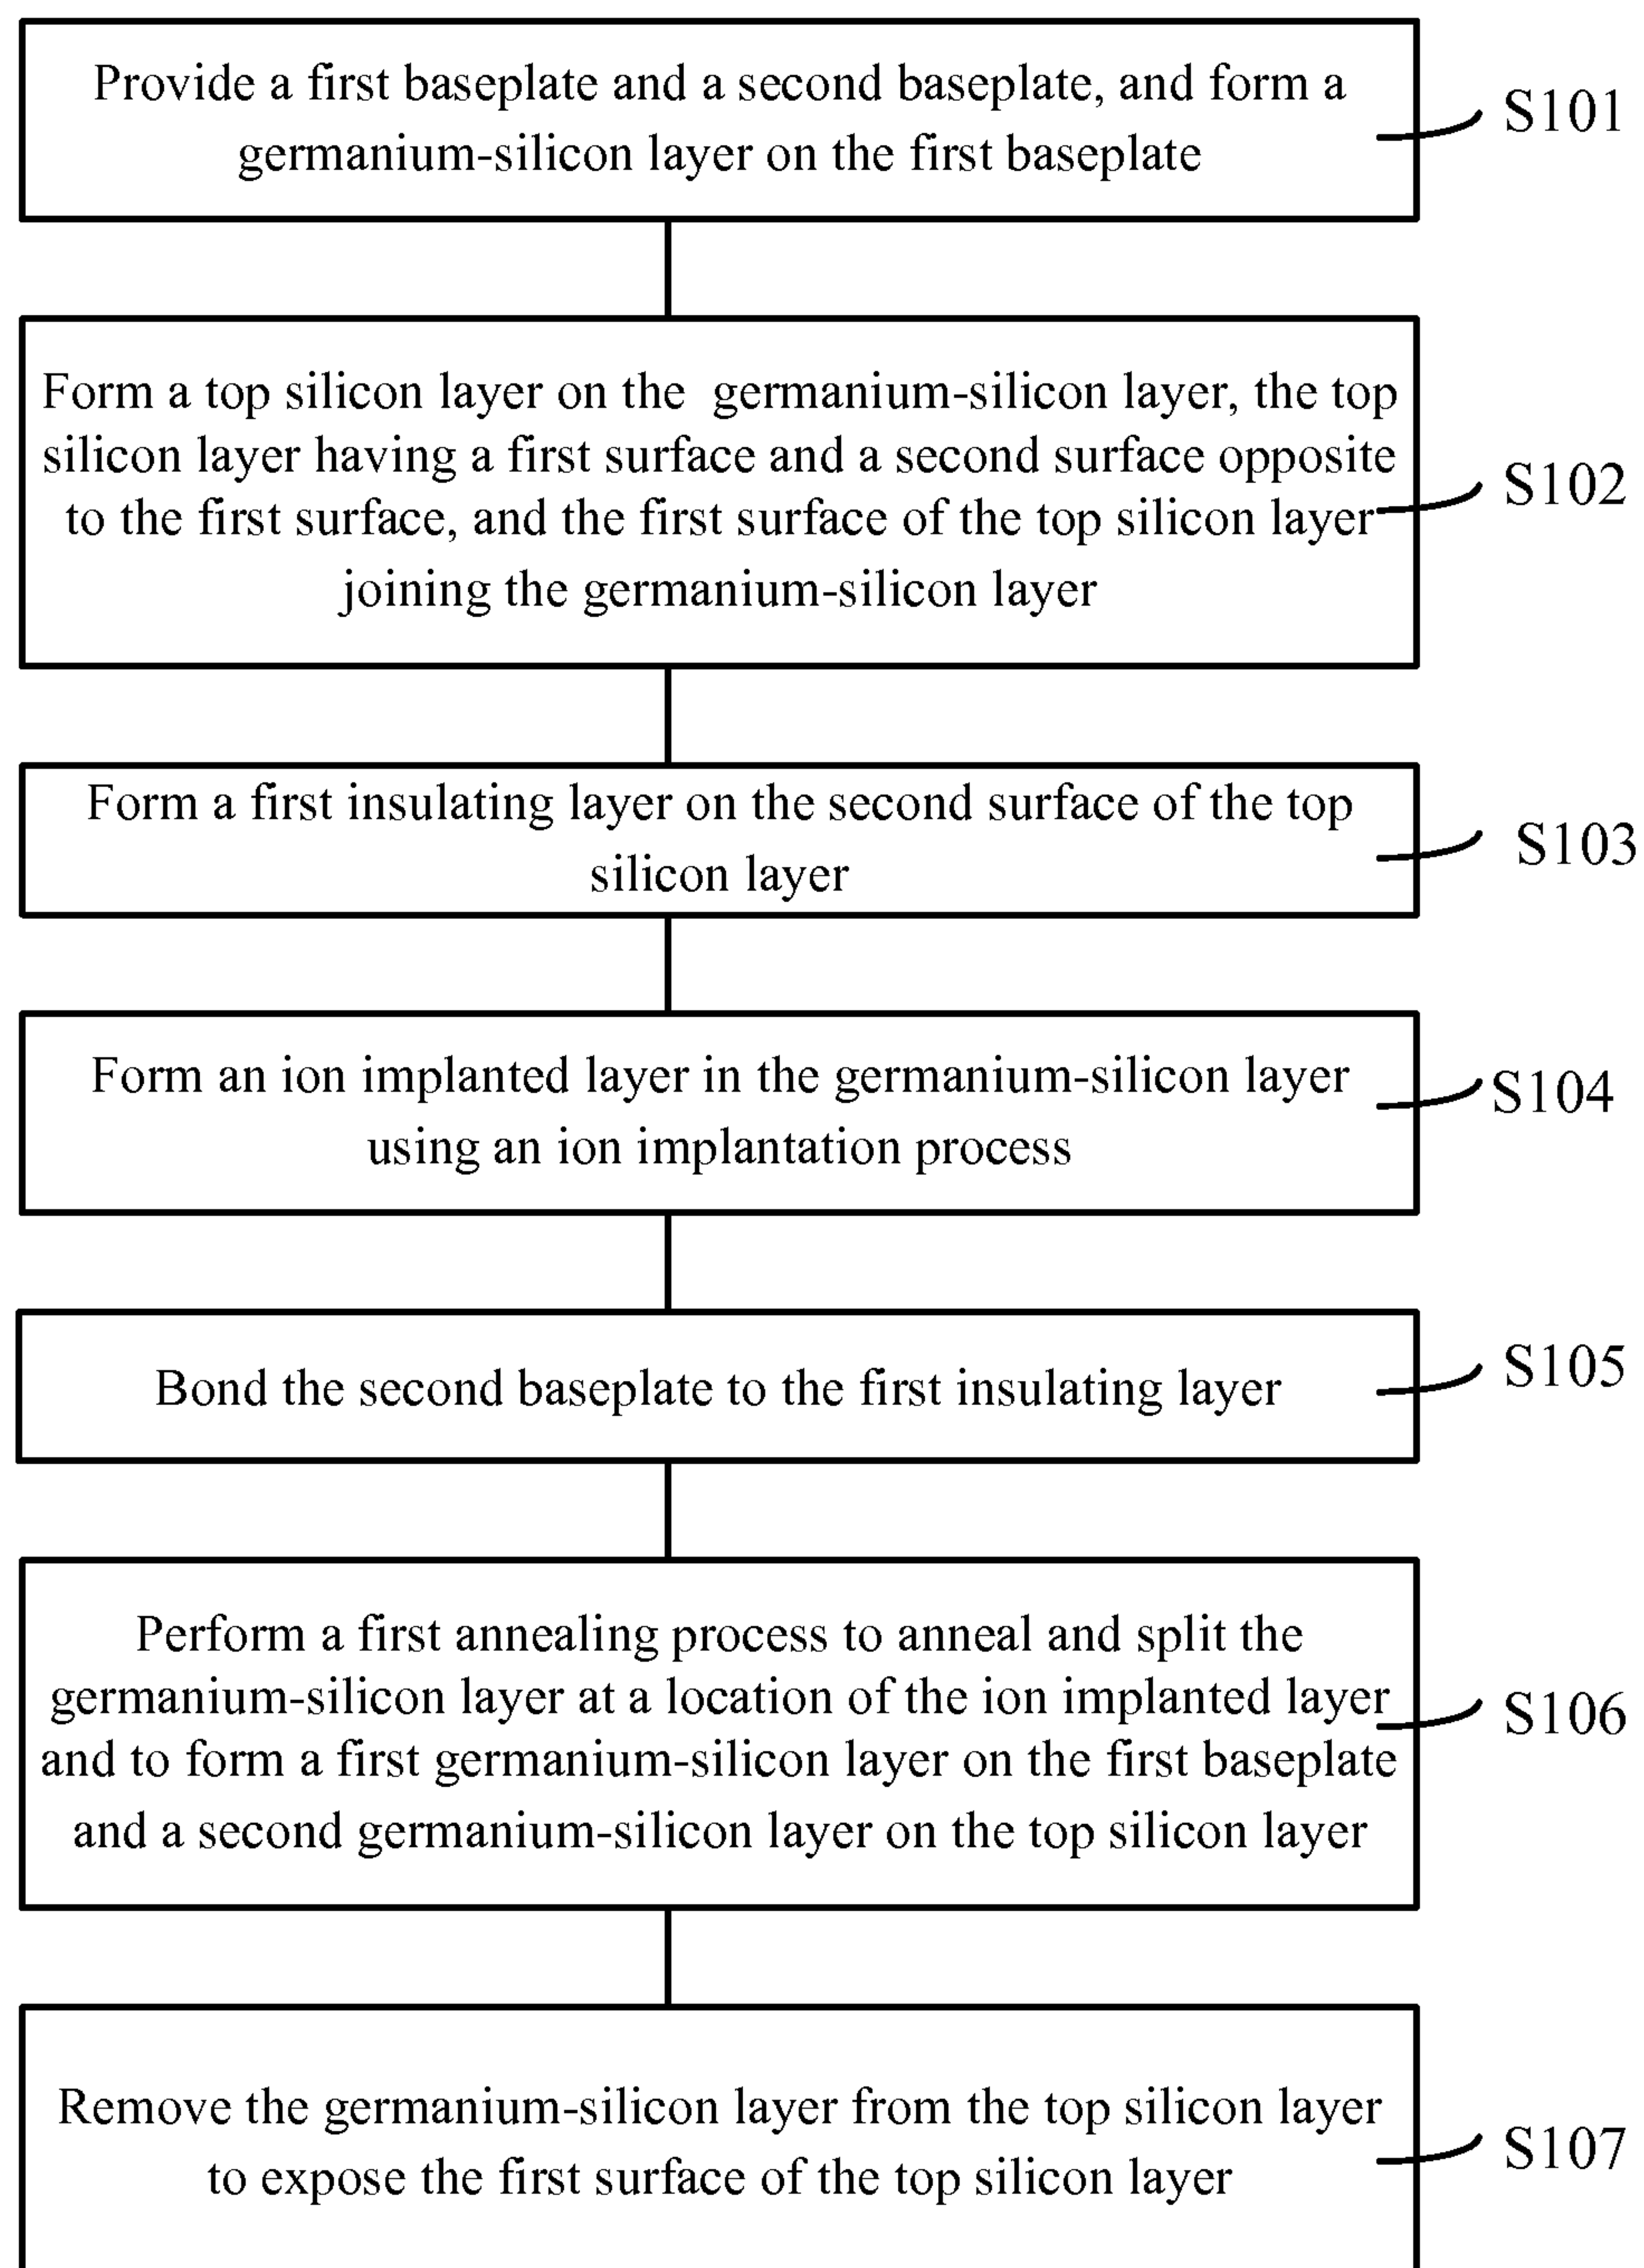 Provide a first baseplate and a second baseplate, and form a
germanium-silicon layer on the first baseplate
S101
Form a top silicon layer on the germanium-silicon layer, the top
silicon layer having a first surface and a second surface opposite
to the first surface, and the first surface of the top silicon layer
joining the germanium-silicon layer
S102
Form a first insulating layer on the second surface of the top
silicon layer
S103
Form an ion implanted layer in the germanium-silicon layer
using an ion implantation process
S104
Bond the second baseplate to the first insulating layer
S105
Perform a first annealing process to anneal and split the
germanium-silicon layer at a location of the ion implanted layer
and to form a first germanium-silicon layer on the first baseplate
and a second germanium-silicon layer on the top silicon layer
S106
Remove the germanium-silicon layer from the top silicon layer
to expose the first surface of the top silicon layer
S107